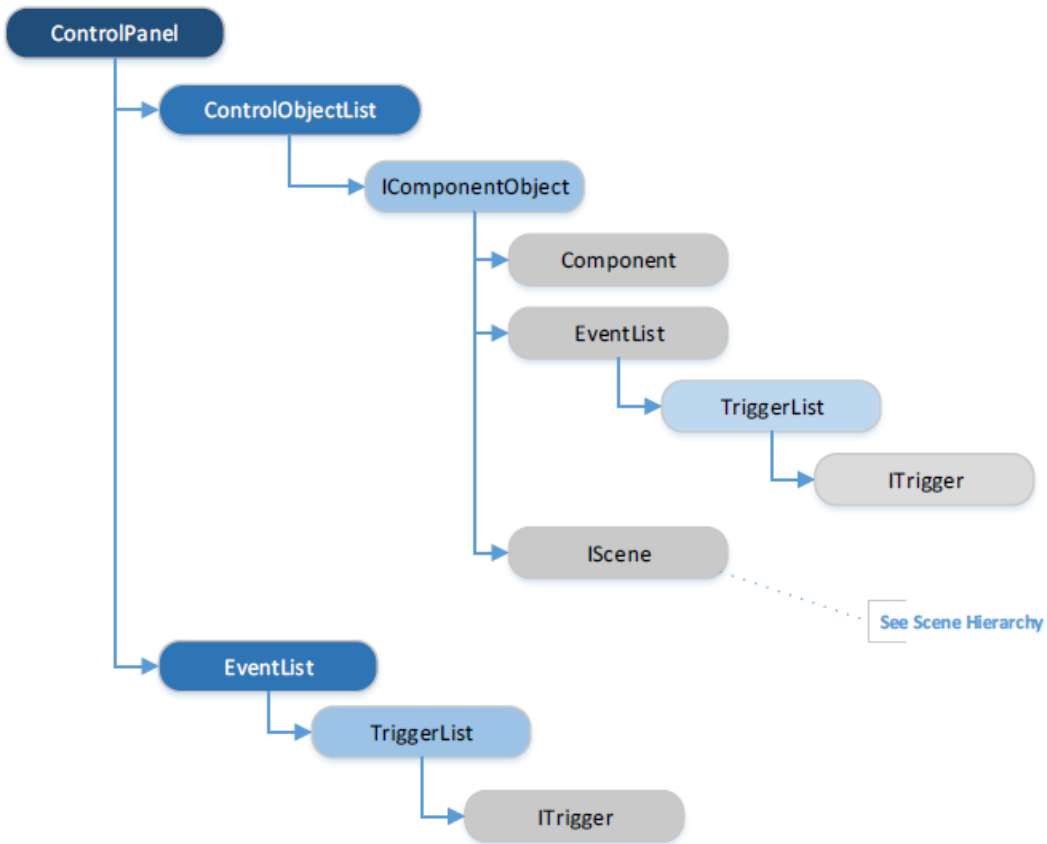 ControlPanel
ControlObjectList
IComponentObject
Component
EventList
TriggerList
ITrigger
IScene
See Scene Hierarchy
EventList
TriggerList
ITrigger